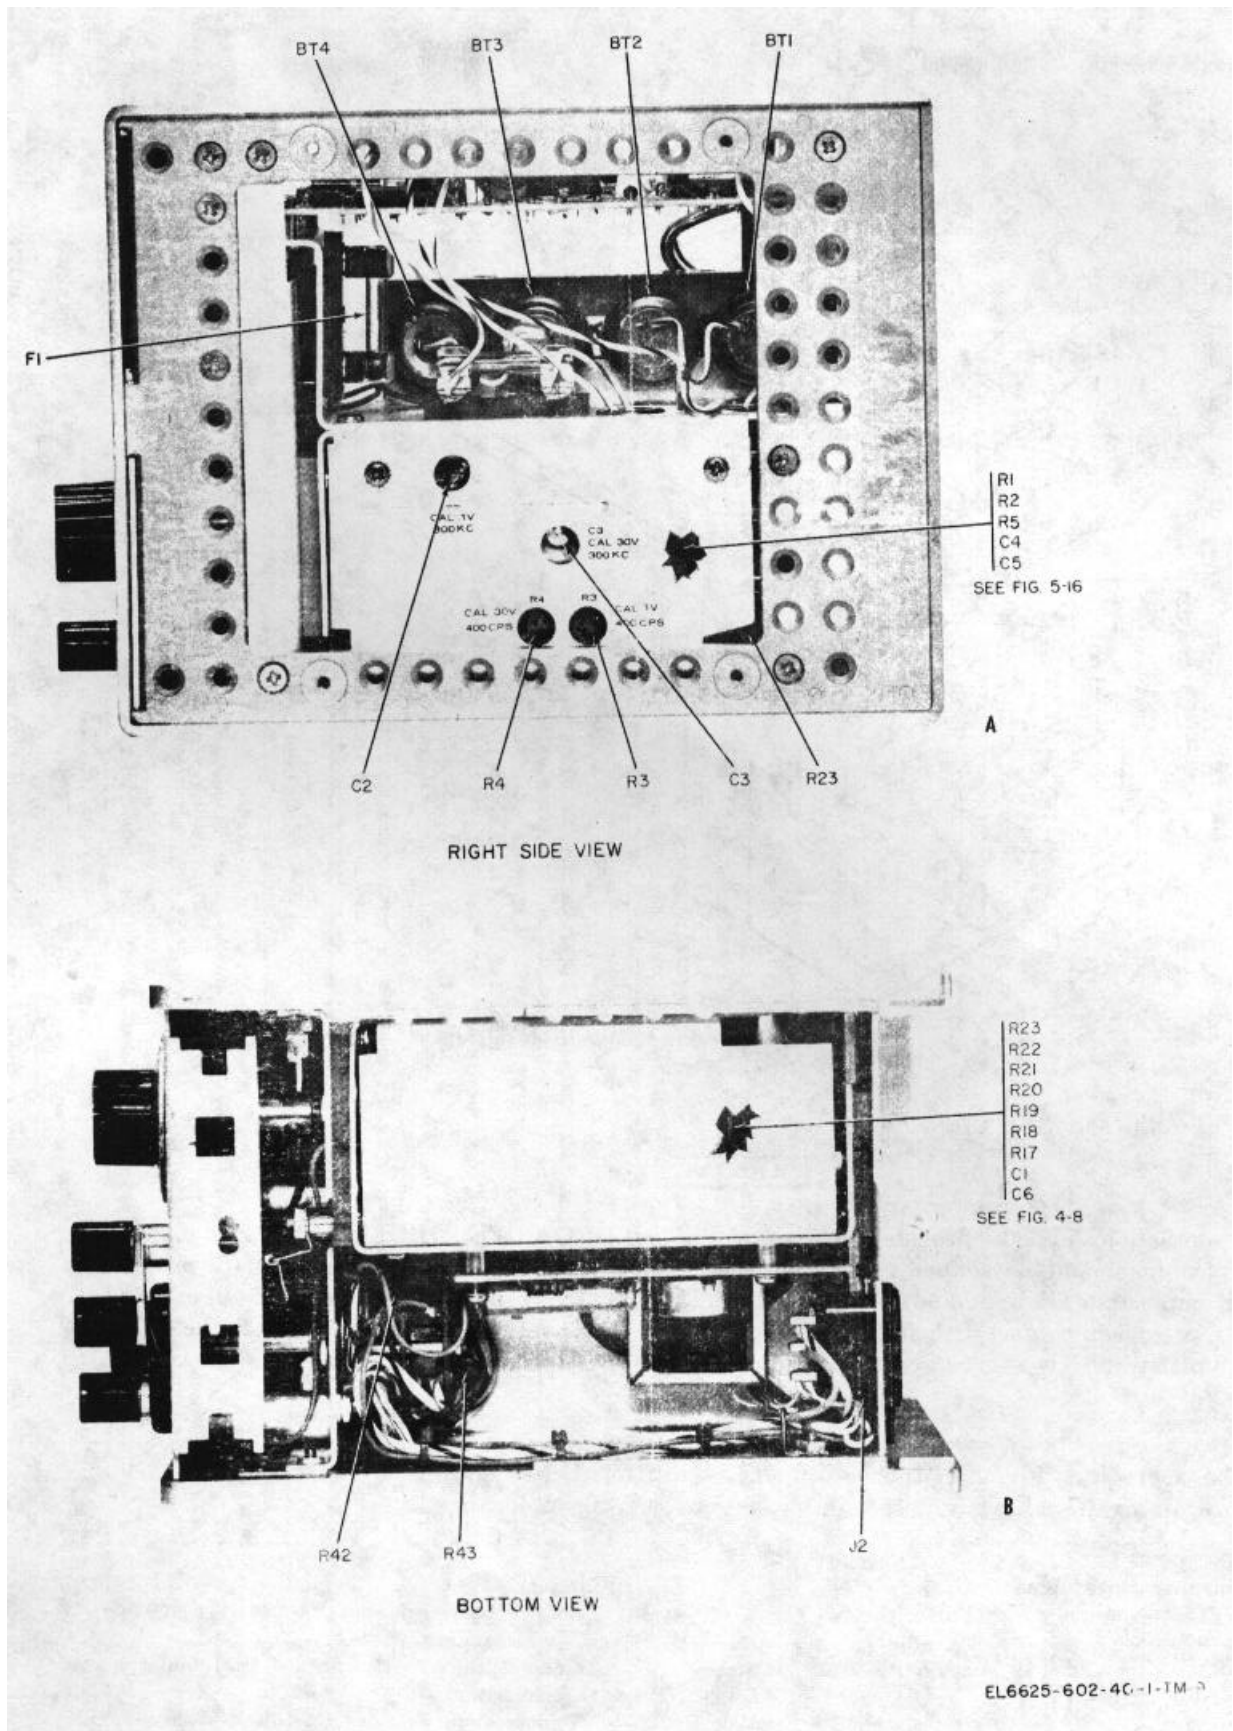 BT4 BT3 BT2 BT1
F1
R1
R2
R5
C4
C5
SEE FIG. 5-16
CAL .1V
300KC
C3
CAL 30V
300KC
R4 R3
CAL 30V
400CPS
CAL .1V
400CPS
A
C2 R4 R3 C3 R23
RIGHT SIDE VIEW
R23
R22
R21
R20
R19
R18
R17
C1
C6
SEE FIG. 4-8
B
R42 R43 J2
BOTTOM VIEW